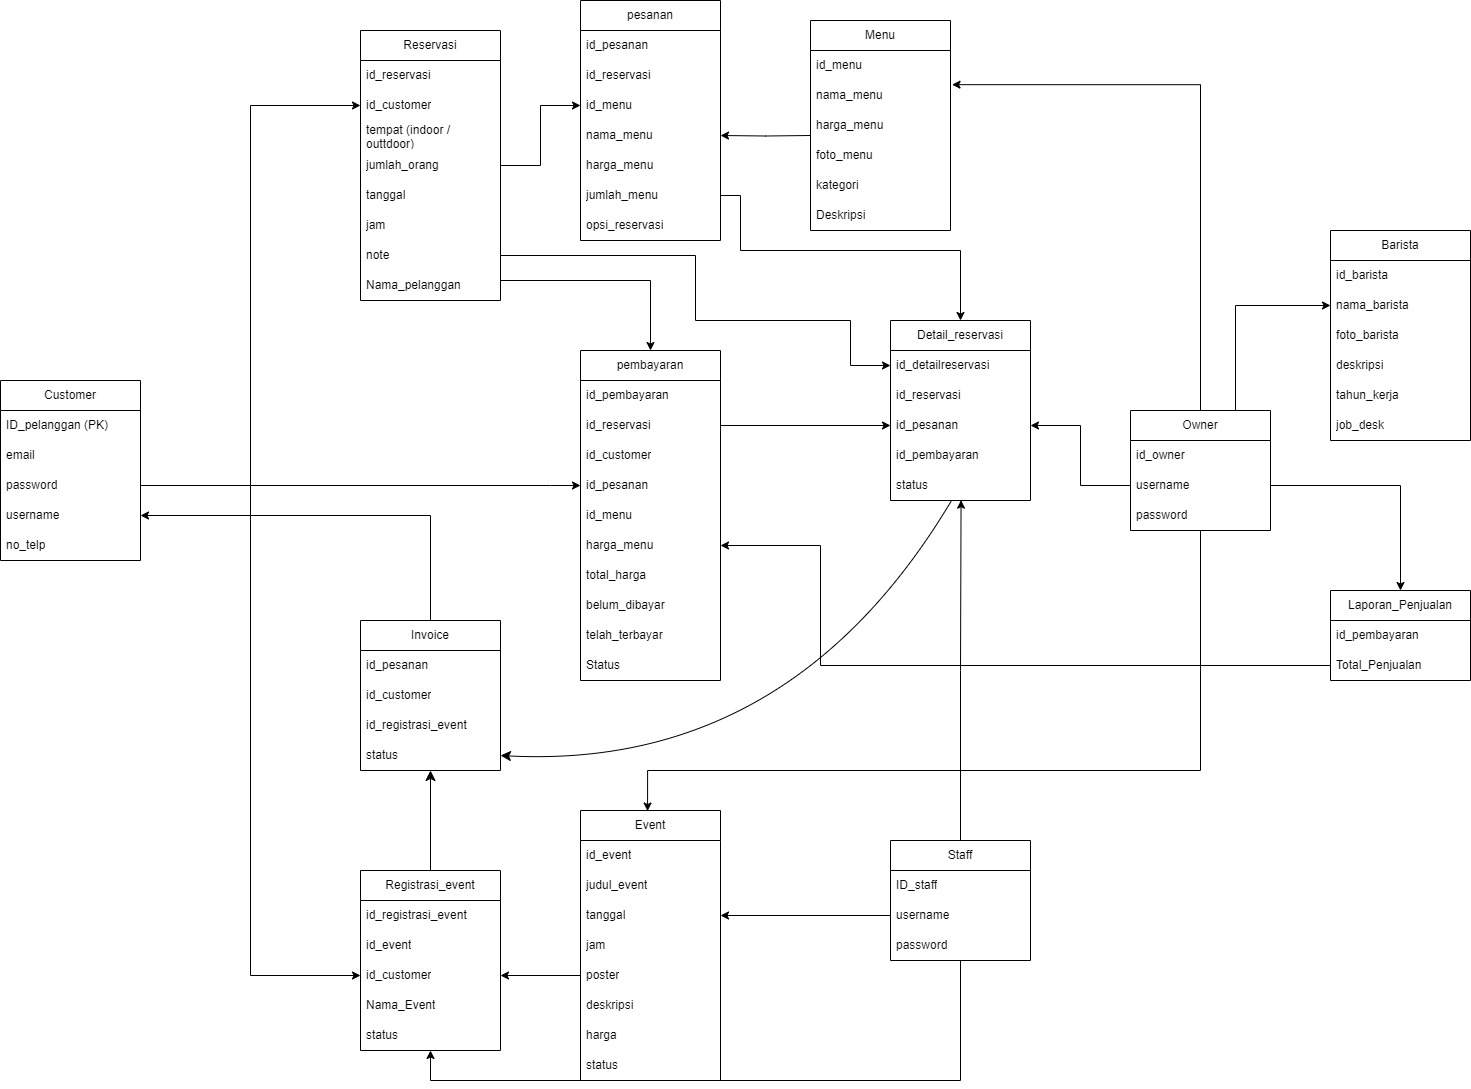 Reservasi
id_reservasi
id_customer
tempat (indoor /
outtdoor)
jumlah_orang
tanggal
jam
note
Nama_pelanggan
pesanan
id_pesanan
id_reservasi
id_menu
nama_menu
harga_menu
jumlah_menu
opsi_reservasi
Menu
id_menu
nama_menu
harga_menu
foto_menu
kategori
Deskripsi
Barista
id_barista
nama_barista
foto_barista
deskripsi
tahun_kerja
job_desk
Customer
ID_pelanggan (PK)
email
password
username
no_telp
pembayaran
id_pembayaran
id_reservasi
id_customer
id_pesanan
id_menu
harga_menu
total_harga
belum_dibayar
telah_terbayar
Status
Detail_reservasi
id_detailreservasi
id_reservasi
id_pesanan
id_pembayaran
status
Owner
id_owner
username
password
Laporan_Penjualan
id_pembayaran
Total_Penjualan
Invoice
id_pesanan
id_customer
id_registrasi_event
status
Registrasi_event
id_registrasi_event
id_event
id_customer
Nama_Event
status
Event
id_event
judul_event
tanggal
jam
poster
deskripsi
harga
status
Staff
ID_staff
username
password